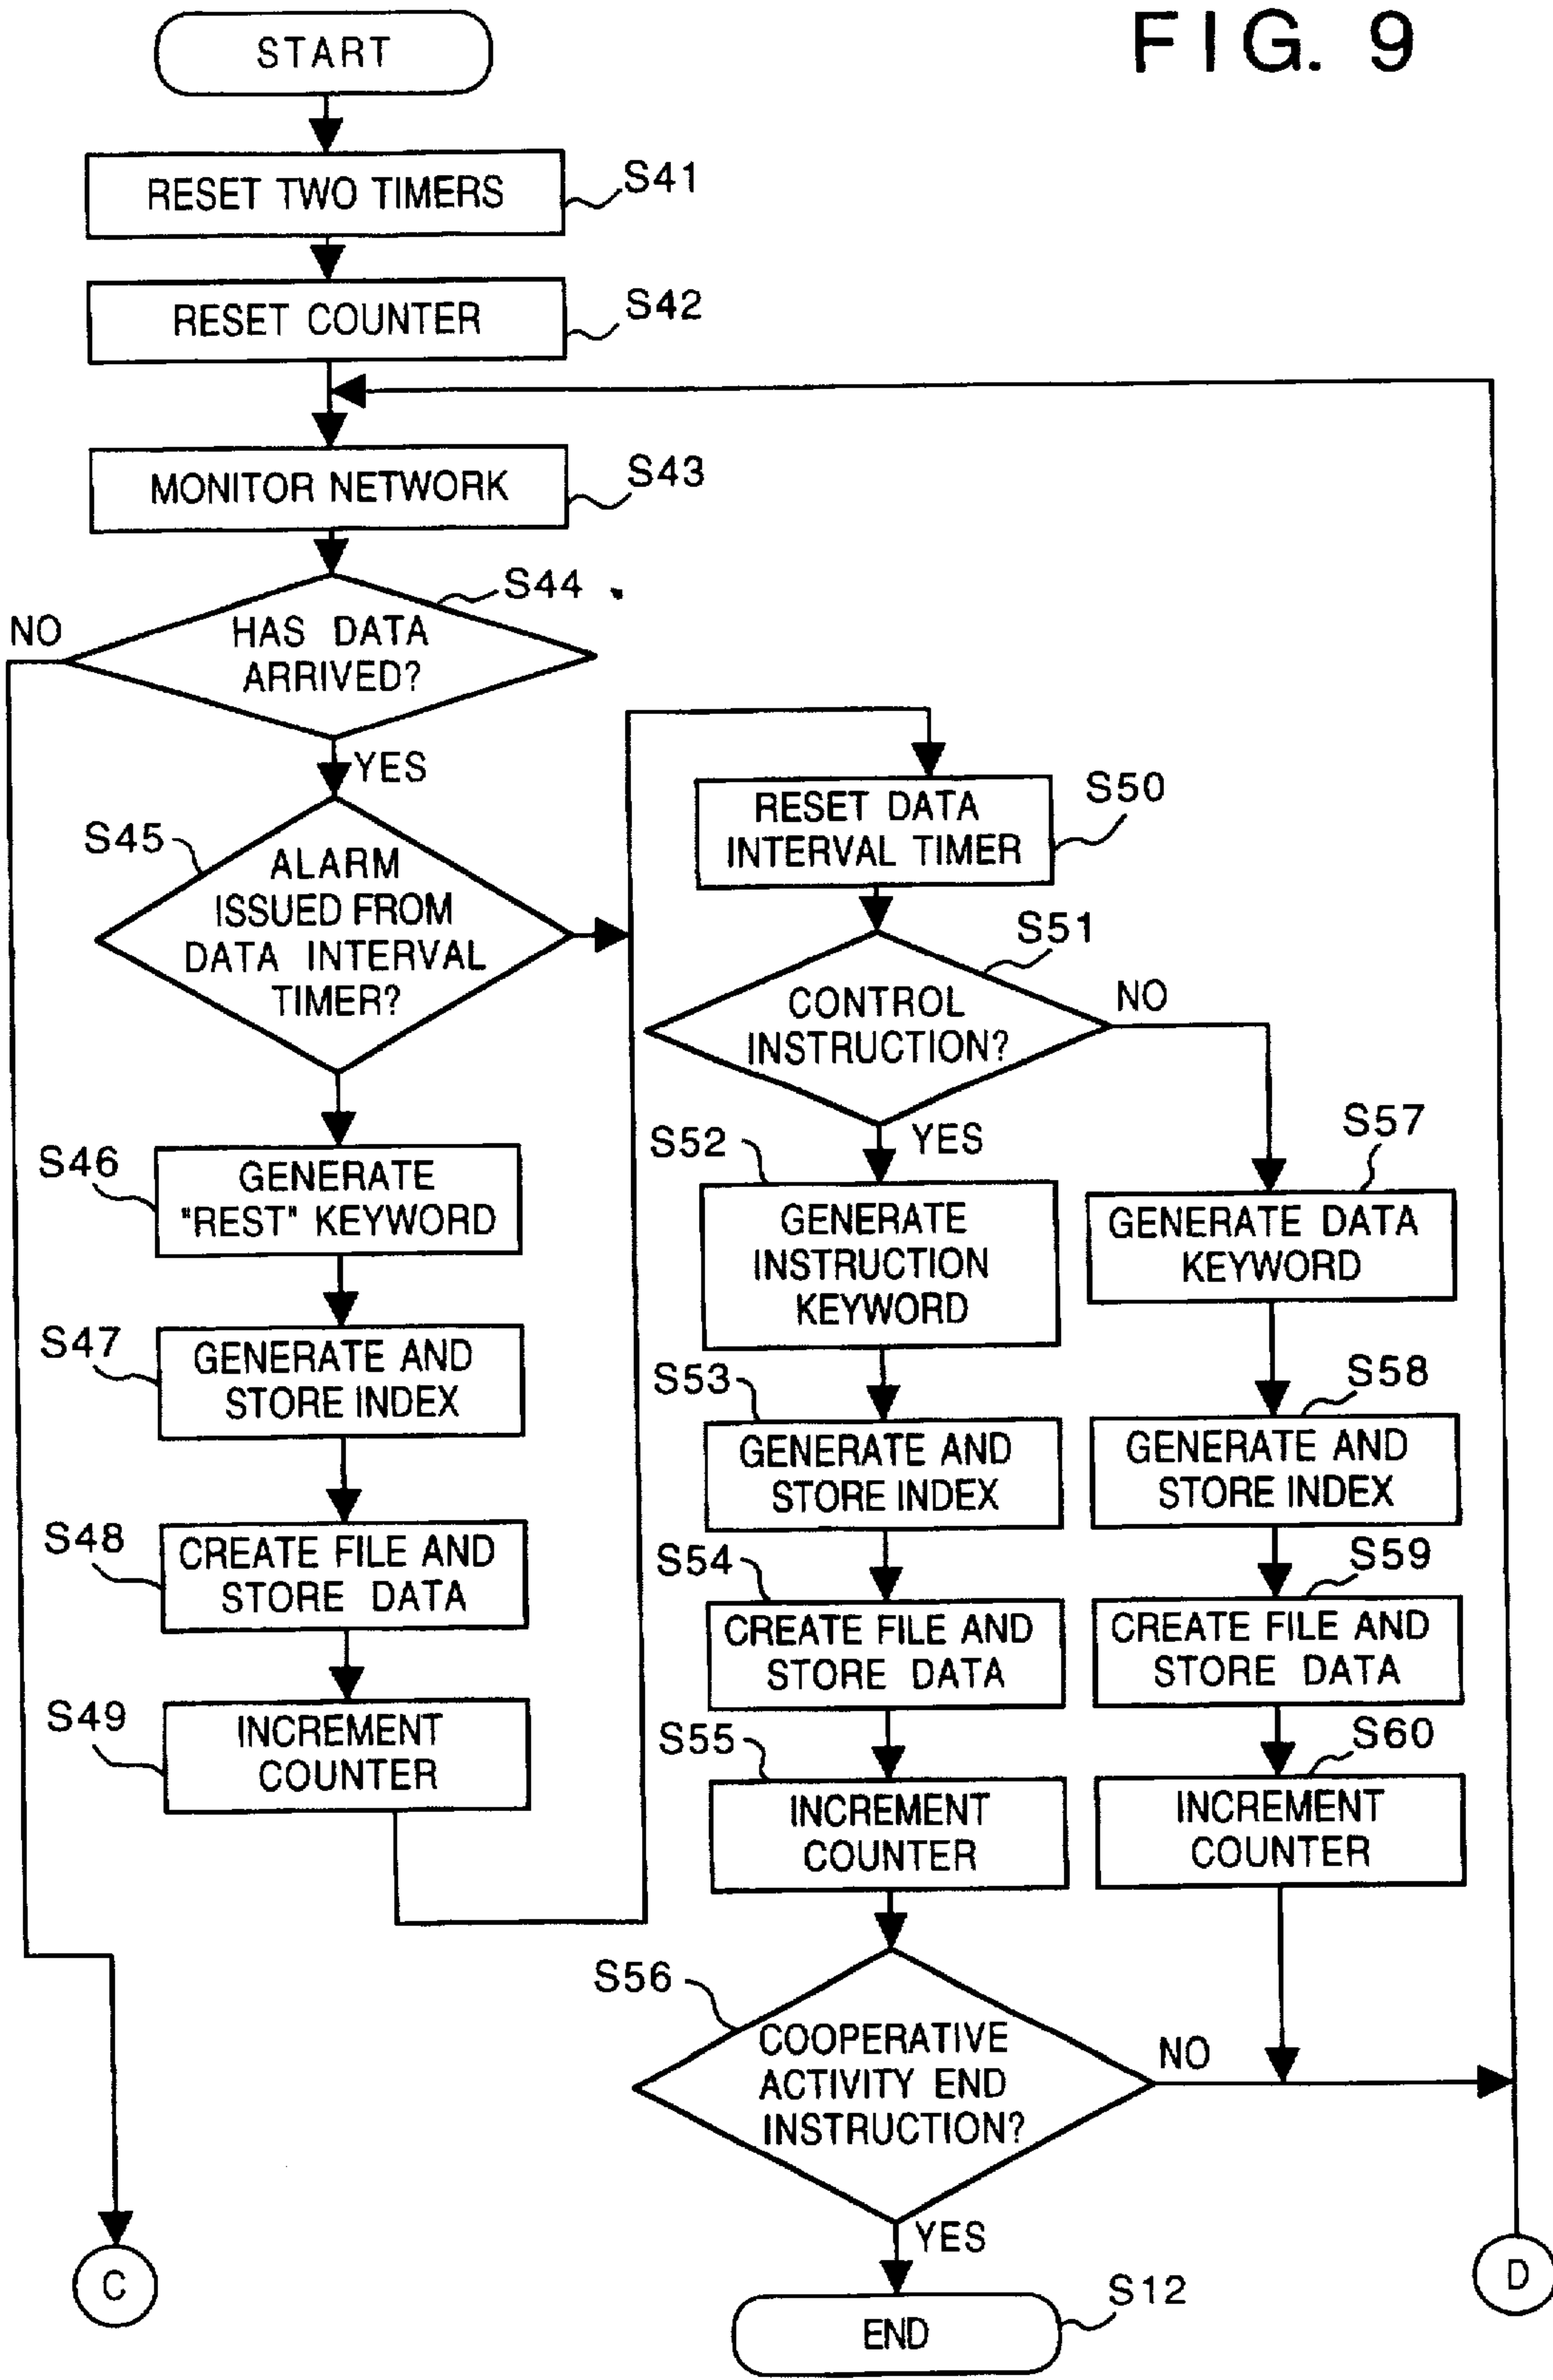 FIG. 9
START
RESET TWO TIMERS
S41
RESET COUNTER
S42
MONITOR NETWORK
S43
S44
HAS DATA
ARRIVED?
NO
YES
S45
ALARM
ISSUED FROM
DATA INTERVAL
TIMER?
S46
GENERATE
"REST" KEYWORD
S47
GENERATE AND
STORE INDEX
S48
CREATE FILE AND
STORE DATA
S49
INCREMENT
COUNTER
C
RESET DATA
INTERVAL TIMER
S50
S51
CONTROL
INSTRUCTION?
NO
YES
S52
GENERATE
INSTRUCTION
KEYWORD
S53
GENERATE AND
STORE INDEX
S54
CREATE FILE AND
STORE DATA
S55
INCREMENT
COUNTER
S56
COOPERATIVE
ACTIVITY END
INSTRUCTION?
NO
YES
END
S12
S57
GENERATE DATA
KEYWORD
S58
GENERATE AND
STORE INDEX
S59
CREATE FILE AND
STORE DATA
S60
INCREMENT
COUNTER
D